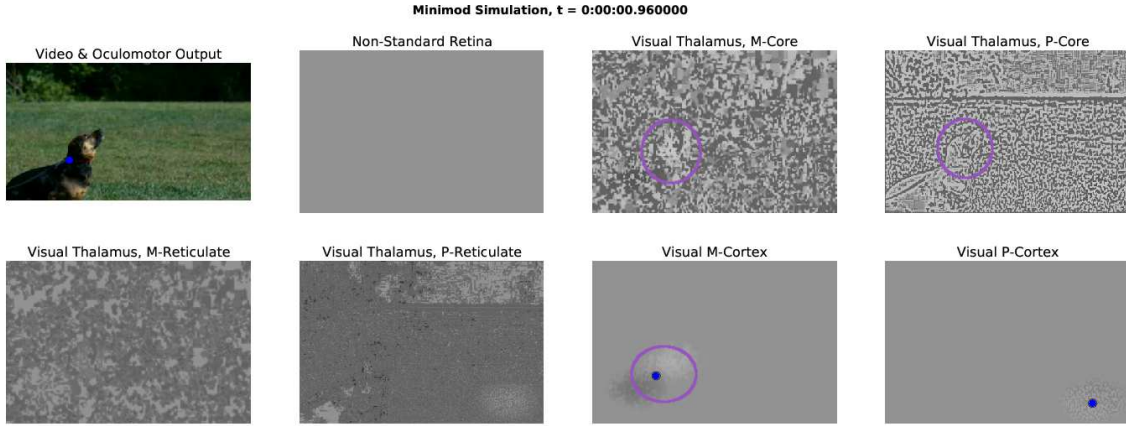 Minimod Simulation, t = 0:00:00.960000
Video & Oculomotor Output
Non-Standard Retina
Visual Thalamus, M-Core
Visual Thalamus, P-Core
Visual Thalamus, M-Reticulate
Visual Thalamus, P-Reticulate
Visual M-Cortex
Visual P-Cortex